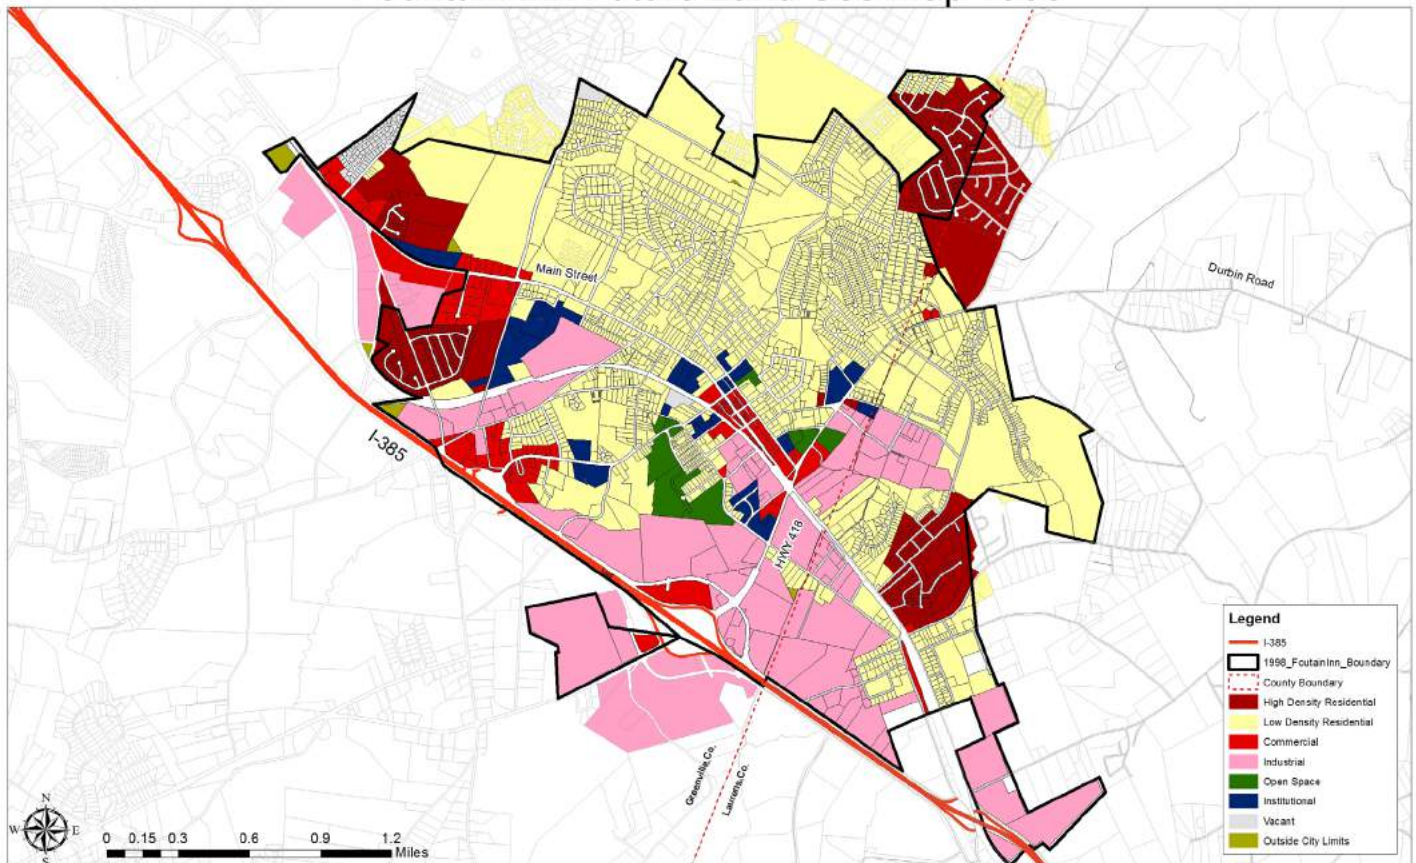 Main Street
Durbin Road
I-385
HWY 418
Greenville Co.
Laurens Co.
Legend
I-385
1998_FoutainInn_Boundary
County Boundary
High Density Residential
Low Density Residential
Commercial
Industrial
Open Space
Institutional
Vacant
Outside City Limits
N
W E
S
0 0.15 0.3 0.6 0.9 1.2
Miles